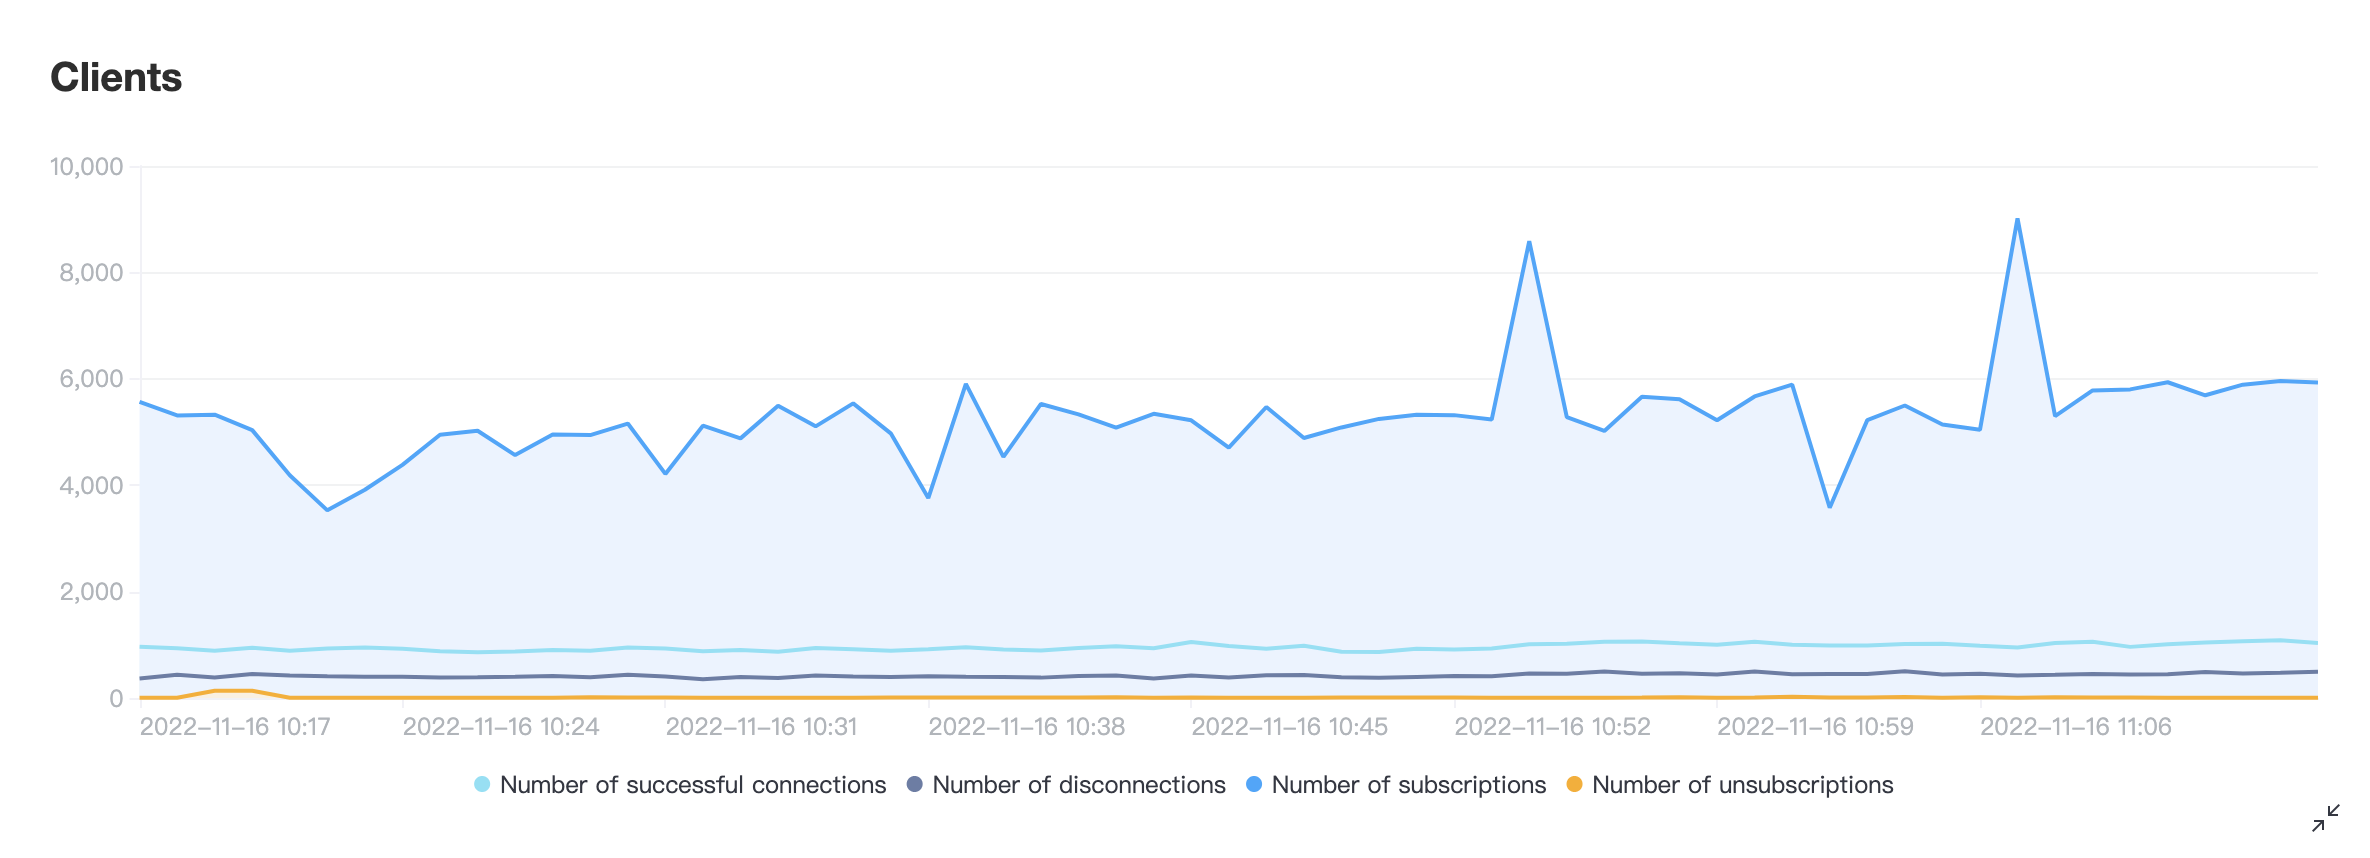 Clients
10,000
8,000
6,000
4,000
2,000
0
2022-11-16 10:17 2022-11-16 10:24 2022-11-16 10:31 2022-11-16 10:38 2022-11-16 10:45 2022-11-16 10:52 2022-11-16 10:59 2022-11-16 11:06
Number of successful connections Number of disconnections Number of subscriptions Number of unsubscriptions